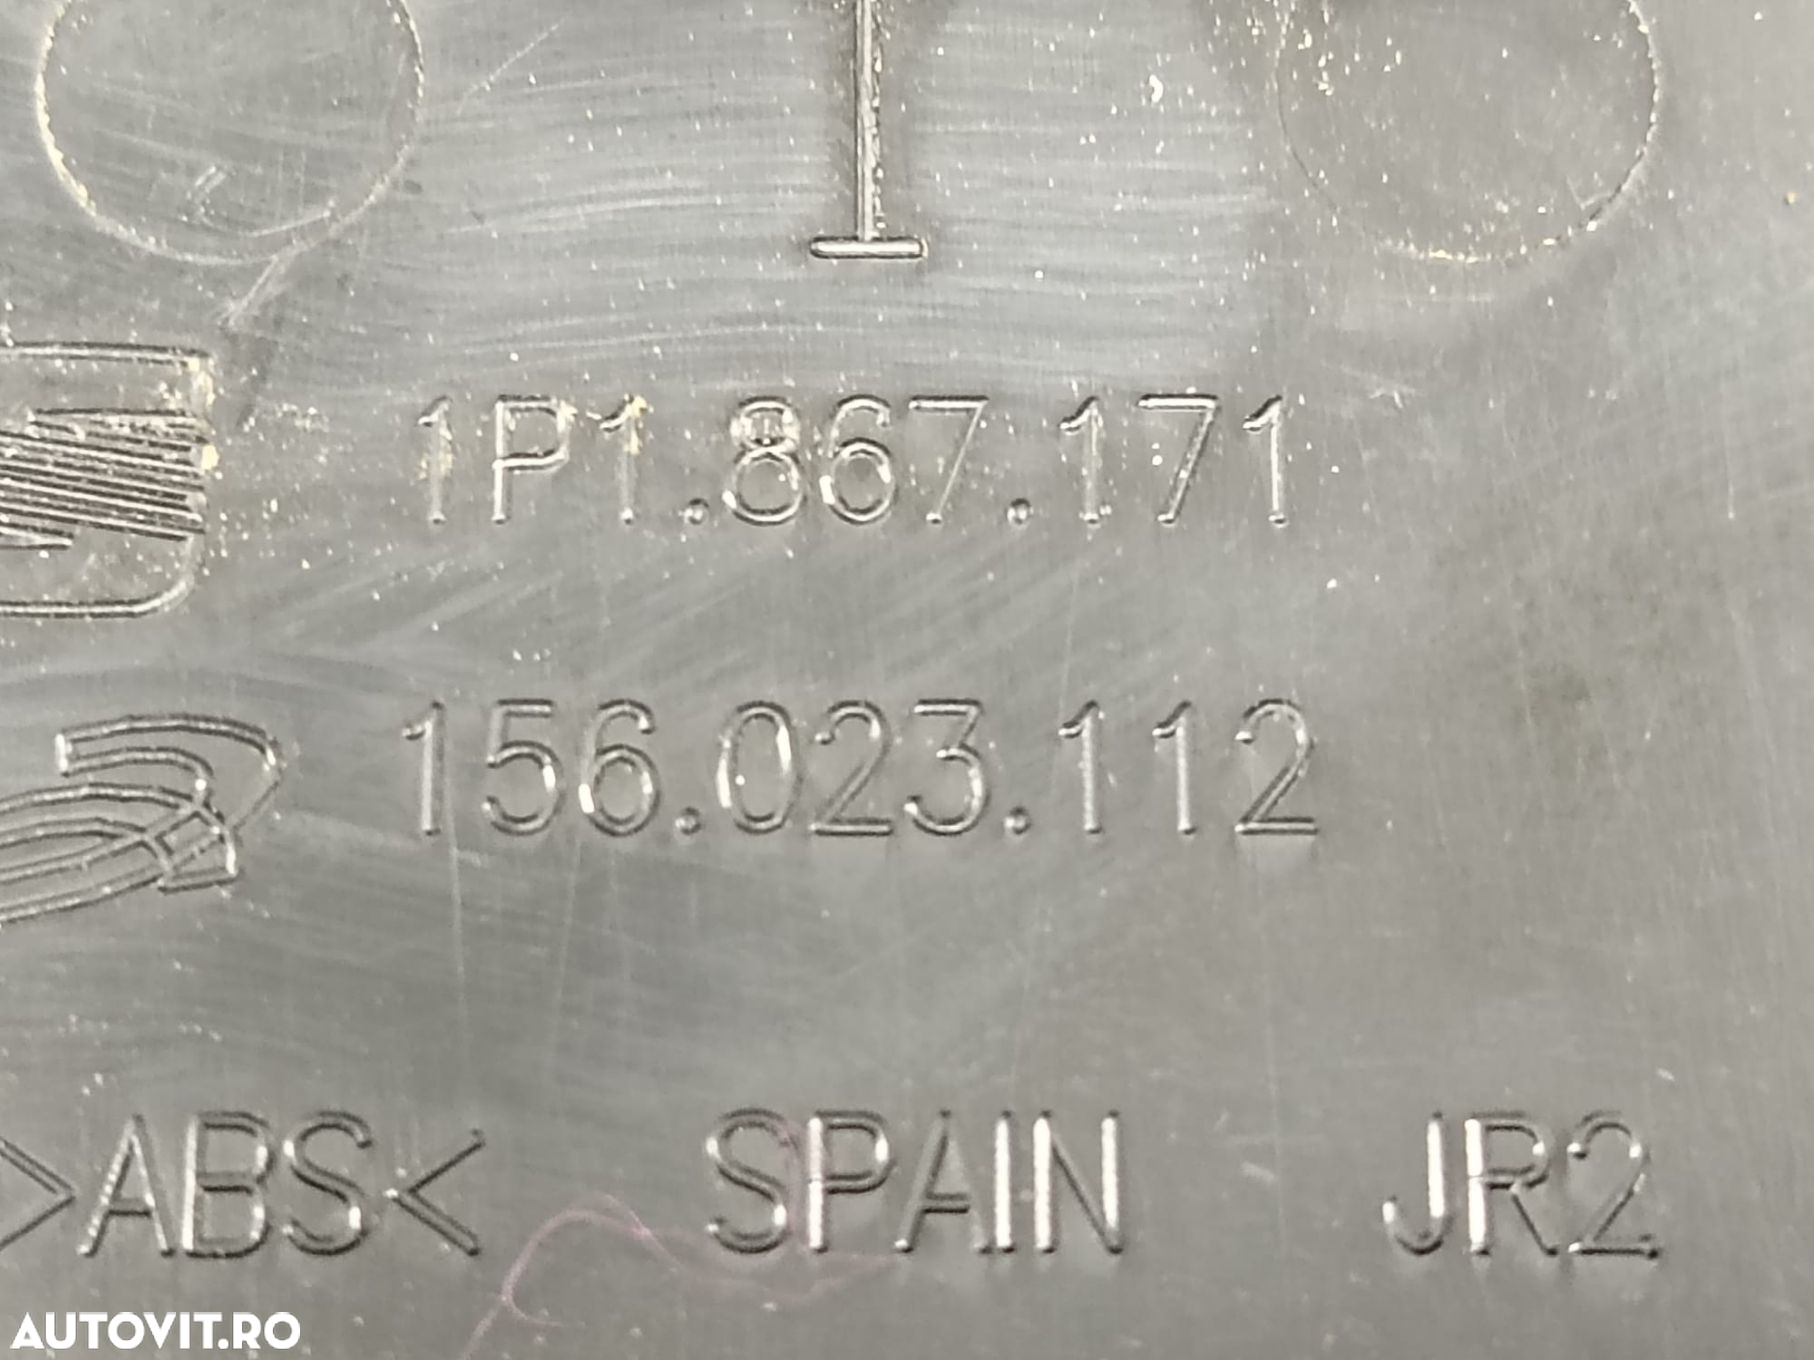 1P1.867.171
156.023.112
>ABS< SPAIN JR2
AUTOVIT.RO